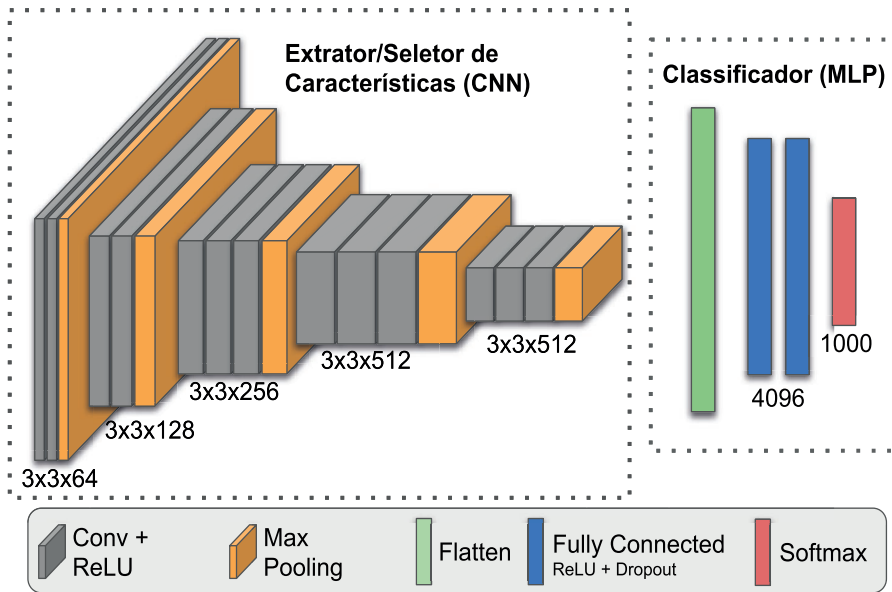 Extrator/Seletor de
Características (CNN)
Classificador (MLP)
3x3x64
3x3x128
3x3x256
3x3x512
3x3x512
4096
1000
Conv +
ReLU
Max
Pooling
Flatten
Fully Connected
ReLU + Dropout
Softmax